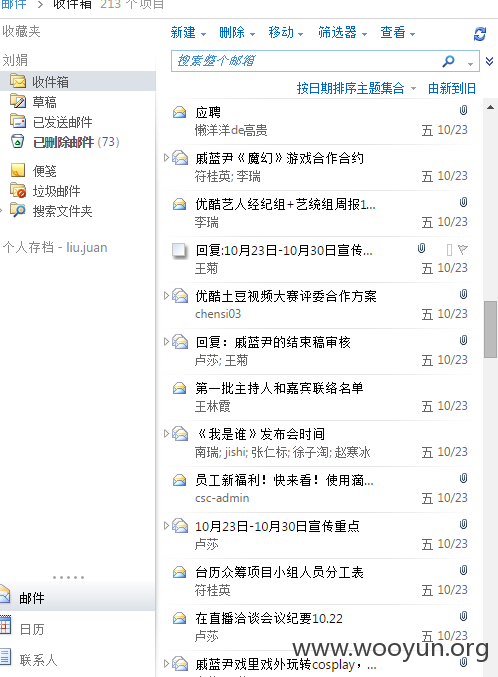 邮件 › 收件箱 213 个项目
收藏夹
刘娟
收件箱
草稿
已发送邮件
已删除邮件 (73)
便笺
垃圾邮件
搜索文件夹
个人存档 - liu.juan
邮件
日历
联系人
新建 删除 移动 筛选器 查看
搜索整个邮箱
按日期排序主题集合 由新到旧
应聘
懒洋洋de高贵 五 10/23
戚蓝尹《魔幻》游戏合作合约
符桂英; 李瑞 五 10/23
优酷艺人经纪组+艺统组周报1...
李瑞 五 10/23
回复:10月23日-10月30日宣传...
王菊 五 10/23
优酷土豆视频大赛评委合作方案
chensi03 五 10/23
回复：戚蓝尹的结束稿审核
卢莎; 王菊 五 10/23
第一批主持人和嘉宾联络名单
王林霞 五 10/23
《我是谁》发布会时间
南瑞; jishi; 张仁标; 徐子淘; 赵寒冰 五 10/23
员工新福利！快来看！使用滴...
csc-admin 五 10/23
10月23日-10月30日宣传重点
卢莎 五 10/23
台历众筹项目小组人员分工表
符桂英 五 10/23
在直播洽谈会议纪要10.22
卢莎 五 10/23
戚蓝尹戏里戏外玩转cosplay，...
www.wooyun.org